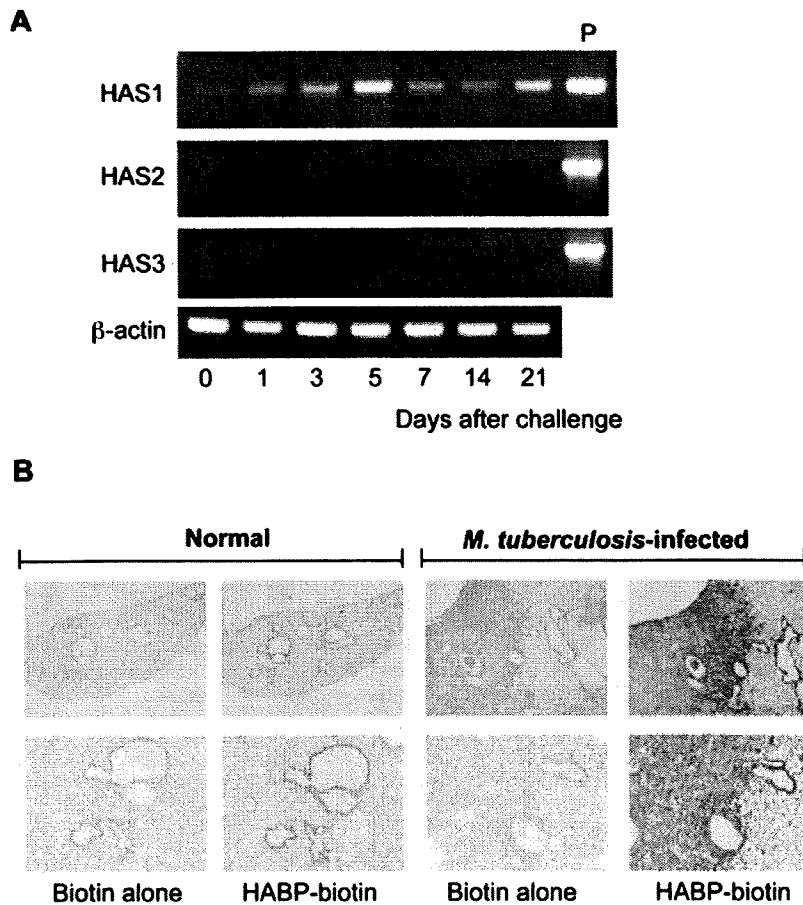 A
P
HAS1
HAS2
HAS3
β-actin
0 1 3 5 7 14 21
Days after challenge
B
Normal M. tuberculosis-infected
Biotin alone HABP-biotin Biotin alone HABP-biotin